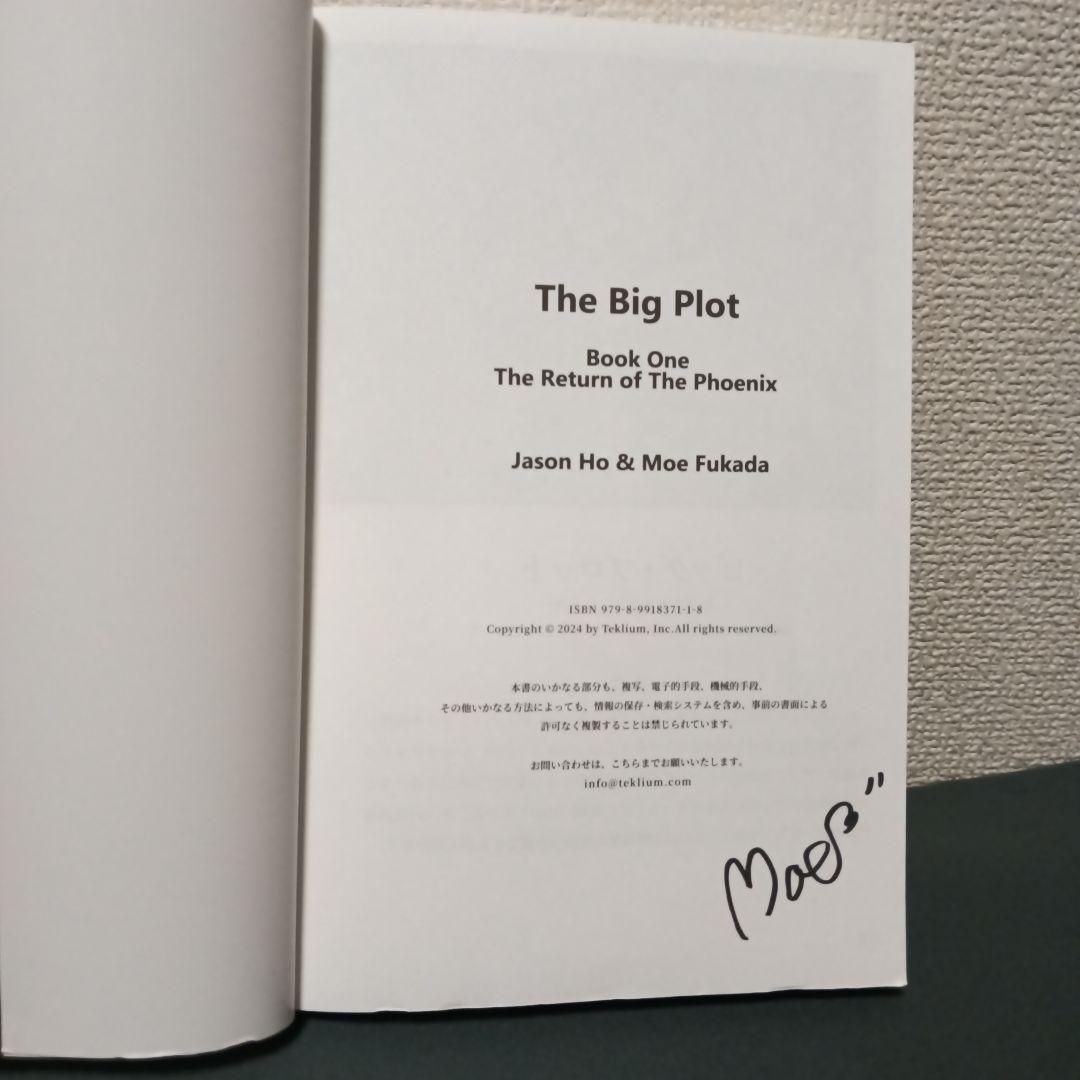 The Big Plot
Book One
The Return of The Phoenix
Jason Ho & Moe Fukada
ISBN 979-8-9918371-1-8
Copyright © 2024 by Teklium, Inc.All rights reserved.
本書のいかなる部分も、複写、電子的手段、機械的手段、
その他いかなる方法によっても、情報の保存・検索システムを含め、事前の書面による
許可なく複製することは禁じられています。
お問い合わせは、こちらまでお願いいたします。
info@teklium.com
Moe